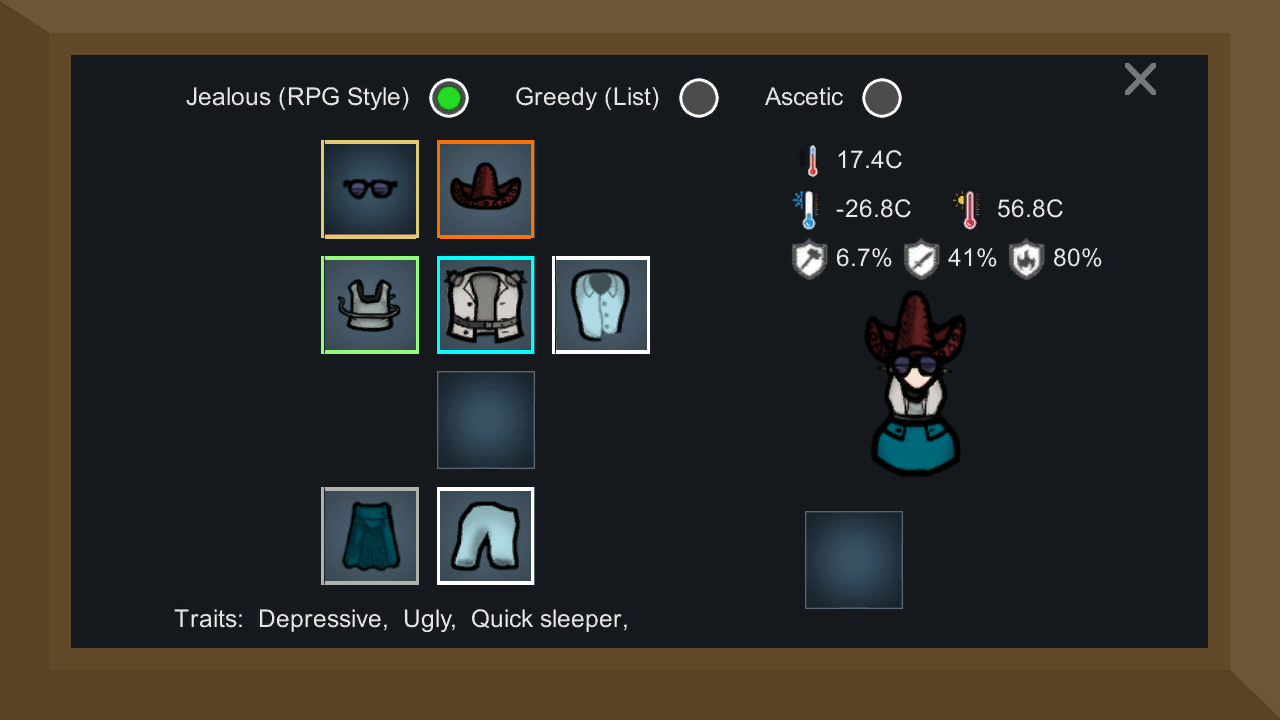 Jealous (RPG Style) Greedy (List) Ascetic
17.4C
-26.8C 56.8C
6.7% 41% 80%
Traits: Depressive, Ugly, Quick sleeper,